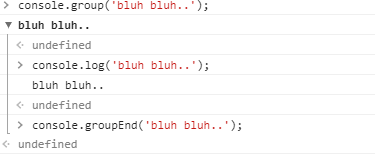 > console.group('bluh bluh..');
▼ bluh bluh..
<· undefined
> console.log('bluh bluh..');
bluh bluh..
<· undefined
> console.groupEnd('bluh bluh..');
<· undefined